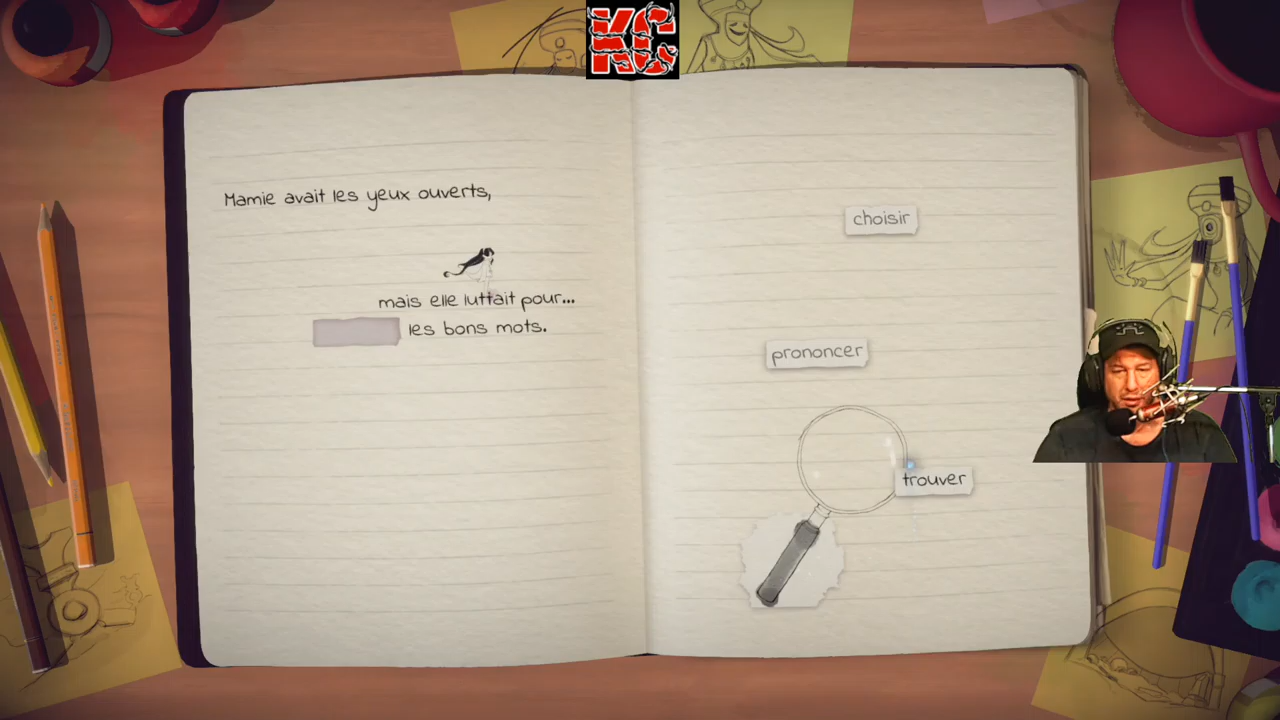 KC
Mamie avait les yeux ouverts,
choisir
mais elle luttait pour...
les bons mots.
prononcer
trouver